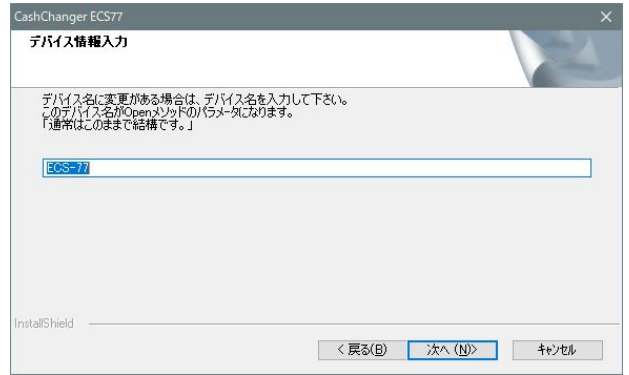 CashChanger ECS77
デバイス情報入力
デバイス名に変更がある場合は、デバイス名を入力して下さい。
このデバイス名がOpenメソッドのパラメータになります。
「通常はこのままで結構です。」
ECS-77
InstallShield
< 戻る(B)
次へ (N)>
キャンセル